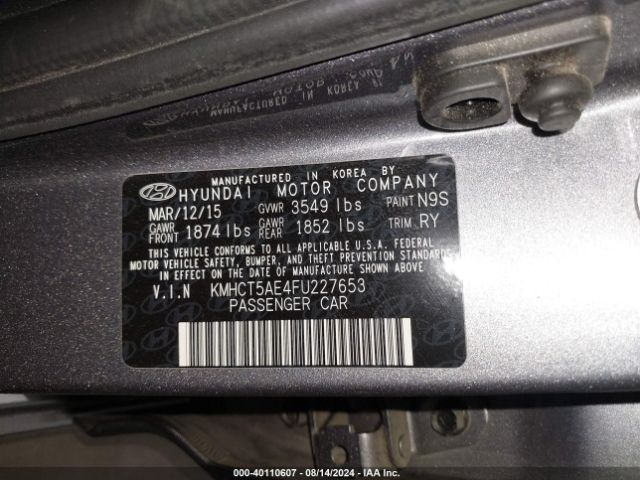 MANUFACTURED IN KOREA BY
HYUNDAI MOTOR COMPANY
MAR/12/15 GVWR 3549 lbs PAINT N9S
GAWR FRONT 1874 lbs GAWR REAR 1852 lbs TRIM RY
THIS VEHICLE CONFORMS TO ALL APPLICABLE U.S.A. FEDERAL
MOTOR VEHICLE SAFETY, BUMPER, AND THEFT PREVENTION STANDARDS
IN EFFECT ON THE DATE OF MANUFACTURE SHOWN ABOVE.
V.I.N KMHCT5AE4FU227653
PASSENGER CAR
000-40110607 - 08/14/2024 - IAA Inc.